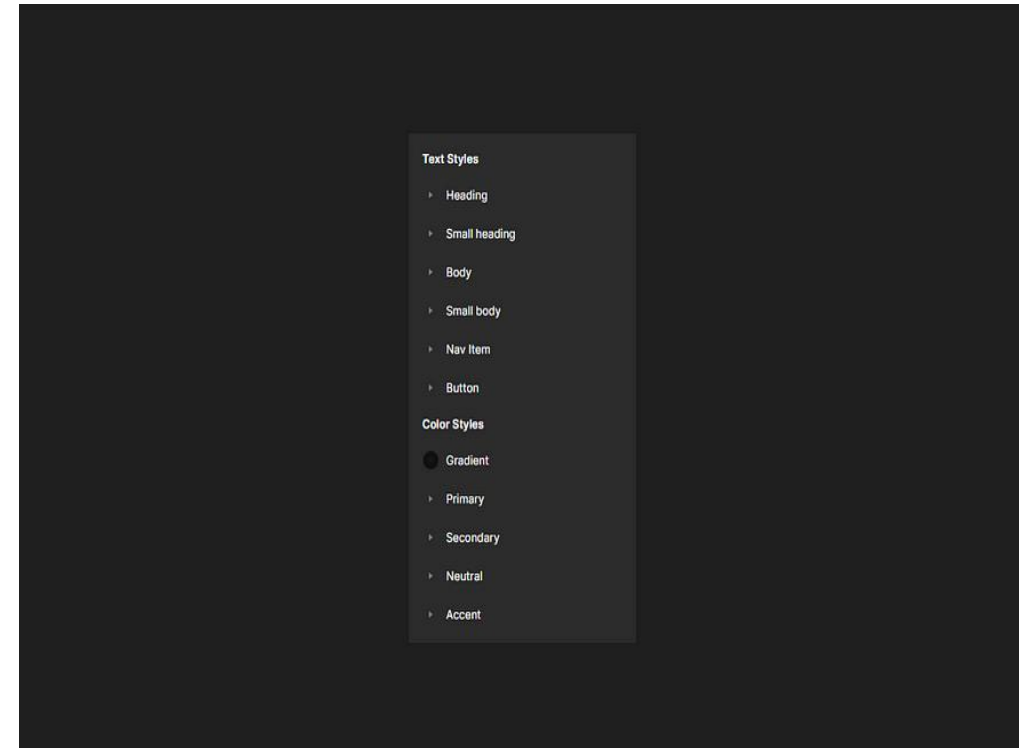 Text Styles
Heading
Small heading
Body
Small body
Nav Item
Button
Color Styles
Gradient
Primary
Secondary
Neutral
Accent